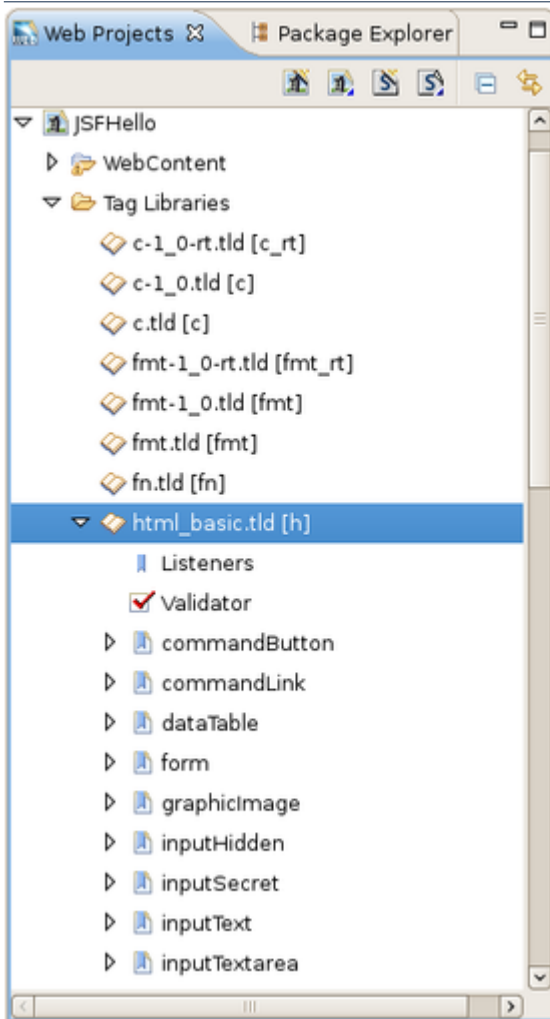 Web Projects Package Explorer
JSFHello
WebContent
Tag Libraries
c-1_0-rt.tld [c_rt]
c-1_0.tld [c]
c.tld [c]
fmt-1_0-rt.tld [fmt_rt]
fmt-1_0.tld [fmt]
fmt.tld [fmt]
fn.tld [fn]
html_basic.tld [h]
Listeners
Validator
commandButton
commandLink
dataTable
form
graphicImage
inputHidden
inputSecret
inputText
inputTextarea